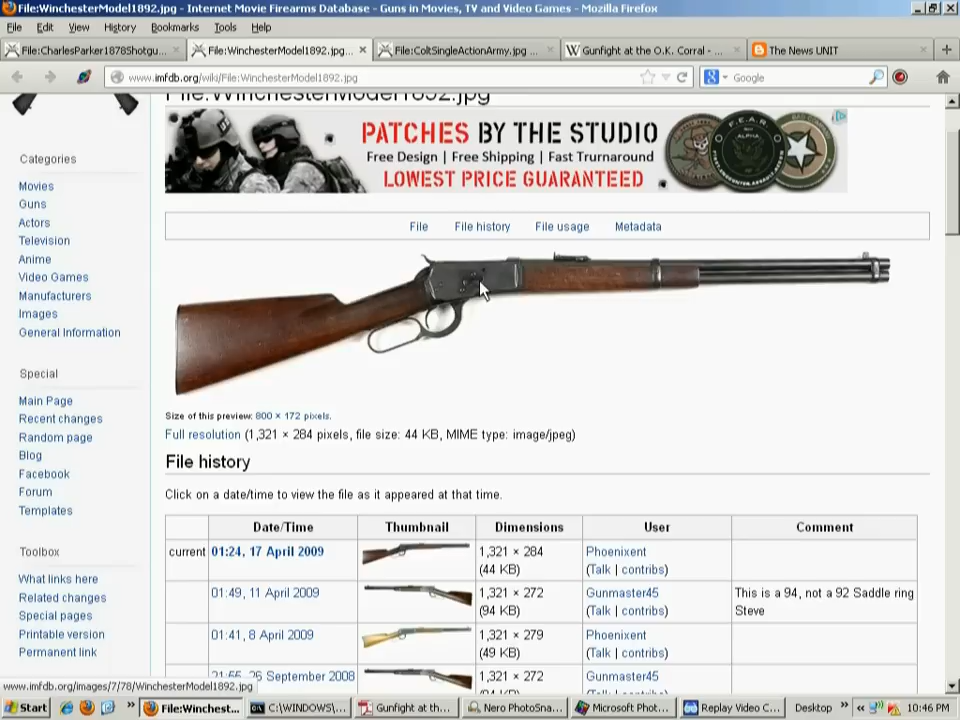 File:WinchesterModel1892.jpg - Internet Movie Firearms Database - Guns in Movies, TV and Video Games - Mozilla Firefox
File Edit View History Bookmarks Tools Help
File:CharlesParker1878Shotgu... File:WinchesterModel1892.jpg... File:ColtSingleActionArmy.jpg ... Gunfight at the O.K. Corral - ... The News UNIT
www.imfdb.org/wiki/File:WinchesterModel1892.jpg Google
File:WinchesterModel1892.jpg
PATCHES BY THE STUDIO
Free Design | Free Shipping | Fast Trurnaround
LOWEST PRICE GUARANTEED
F.E.A.R.
Categories
Movies
Guns
Actors
Television
Anime
Video Games
Manufacturers
Images
General Information
Special
Main Page
Recent changes
Random page
Blog
Facebook
Forum
Templates
Toolbox
What links here
Related changes
Special pages
Printable version
Permanent link
File File history File usage Metadata
Size of this preview: 800 × 172 pixels.
Full resolution (1,321 × 284 pixels, file size: 44 KB, MIME type: image/jpeg)
File history
Click on a date/time to view the file as it appeared at that time.
Date/Time Thumbnail Dimensions User Comment
current 01:24, 17 April 2009 1,321 × 284 Phoenixent
(44 KB) (Talk | contribs)
01:49, 11 April 2009 1,321 × 272 Gunmaster45 This is a 94, not a 92 Saddle ring
(94 KB) (Talk | contribs) Steve
01:41, 8 April 2009 1,321 × 279 Phoenixent
(49 KB) (Talk | contribs)
21:56, 26 September 2008 1,321 × 272 Gunmaster45
www.imfdb.org/images/7/78/WinchesterModel1892.jpg
Start File:Winchest... C:\WINDOWS\... Gunfight at th... Nero PhotoSna... Microsoft Phot... Replay Video C... Desktop 10:46 PM